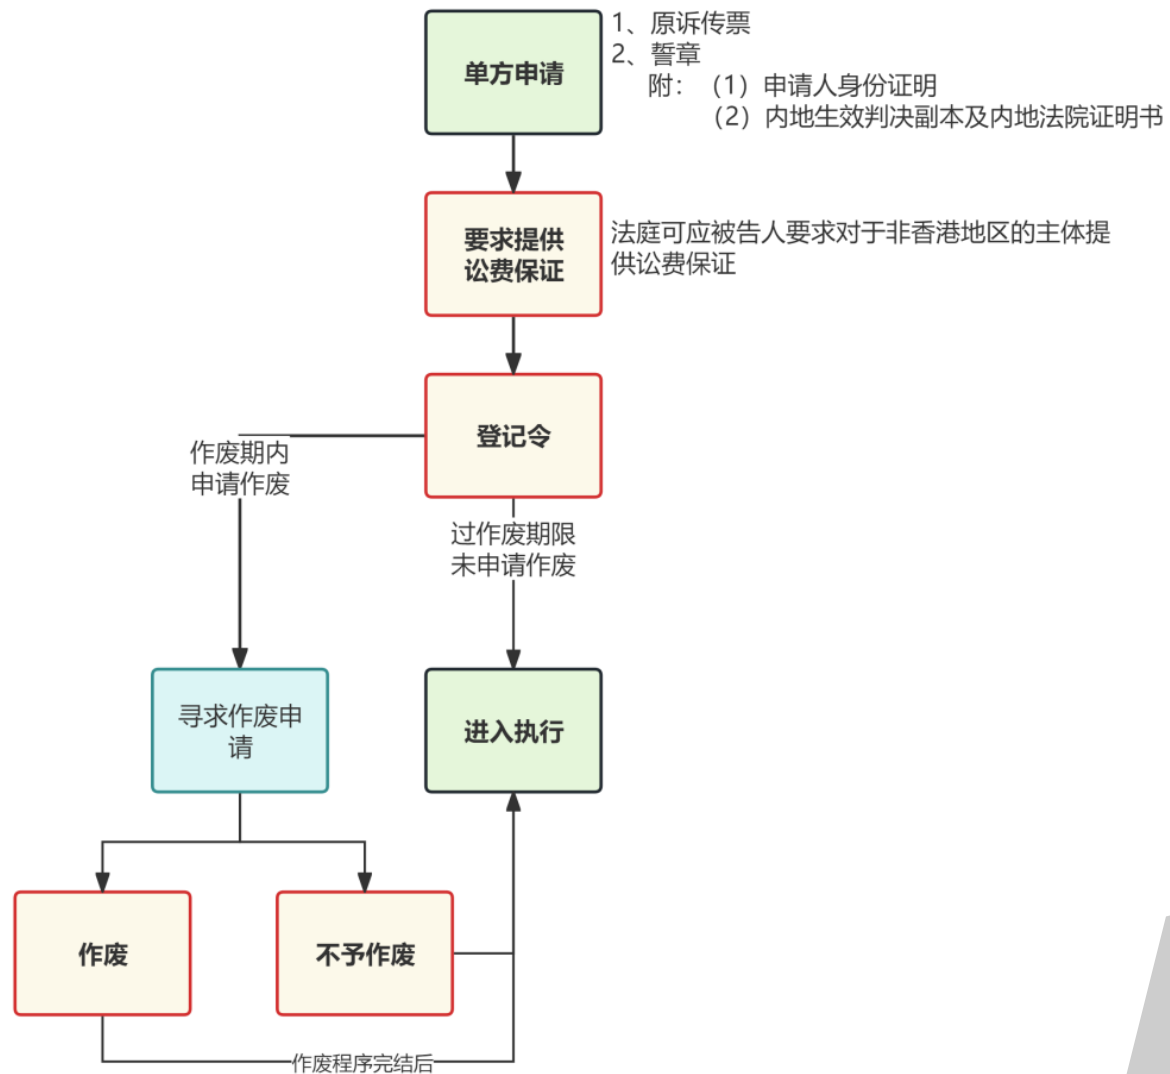 单方申请
1、原诉传票
2、誓章
附：（1）申请人身份证明
（2）内地生效判决副本及内地法院证明书
要求提供
讼费保证
法庭可应被告人要求对于非香港地区的主体提
供讼费保证
登记令
作废期内
申请作废
过作废期限
未申请作废
寻求作废申
请
进入执行
作废
不予作废
作废程序完结后